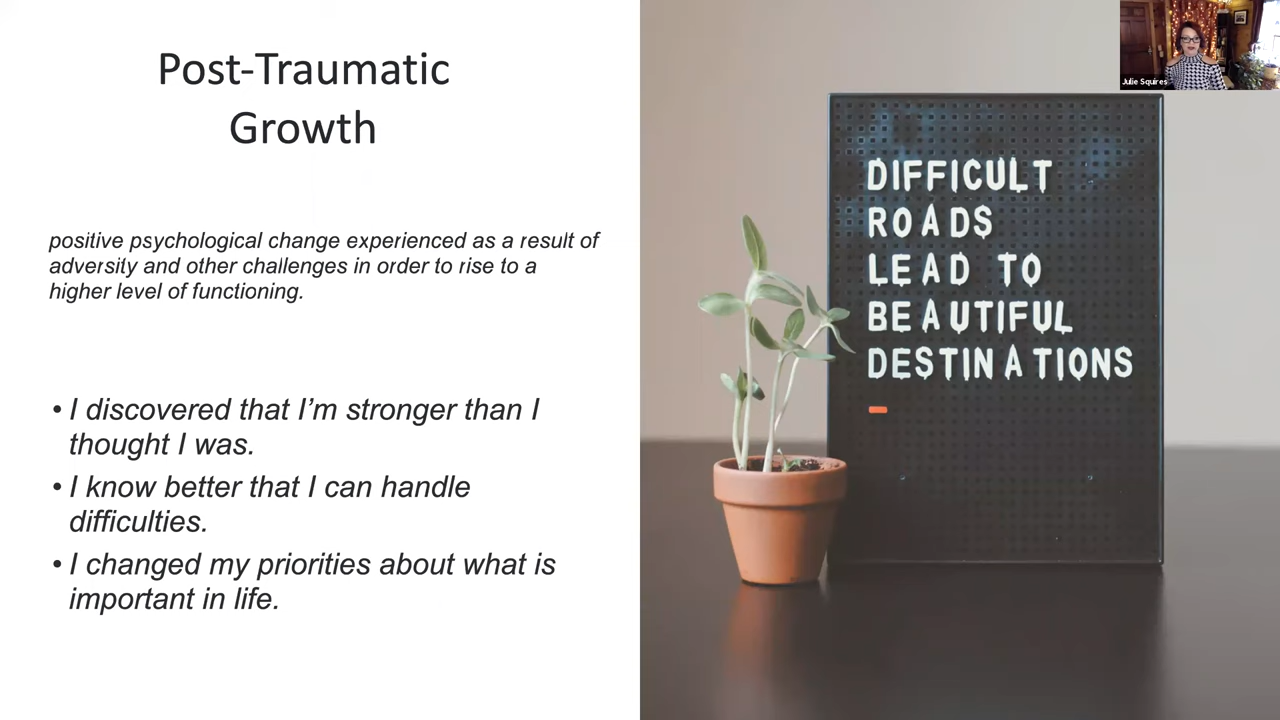 Post-Traumatic
Growth
positive psychological change experienced as a result of
adversity and other challenges in order to rise to a
higher level of functioning.
• I discovered that I’m stronger than I
thought I was.
• I know better that I can handle
difficulties.
• I changed my priorities about what is
important in life.
DIFFICULT
ROADS
LEAD TO
BEAUTIFUL
DESTINATIONS
Julie Squires